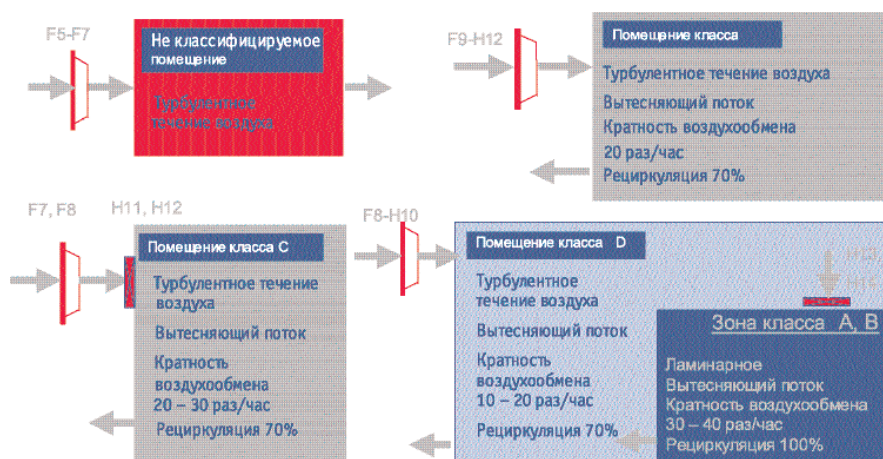 F5-F7
Не классифицируемое
помещение
Турбулентное
течение воздуха
F9-H12
Помещение класса
Турбулентное течение воздуха
Вытесняющий поток
Кратность воздухообмена
20 раз/час
Рециркуляция 70%
F7, F8
H11, H12
Помещение класса C
Турбулентное течение
воздуха
Вытесняющий поток
Кратность
воздухообмена
20 – 30 раз/час
Рециркуляция 70%
F8-H10
Помещение класса D
Турбулентное
течение воздуха
Вытесняющий поток
Кратность
воздухообмена
10 – 20 раз/час
Рециркуляция 70%
H13,
H14
Зона класса A, B
Ламинарное
Вытесняющий поток
Кратность воздухообмена
30 – 40 раз/час
Рециркуляция 100%